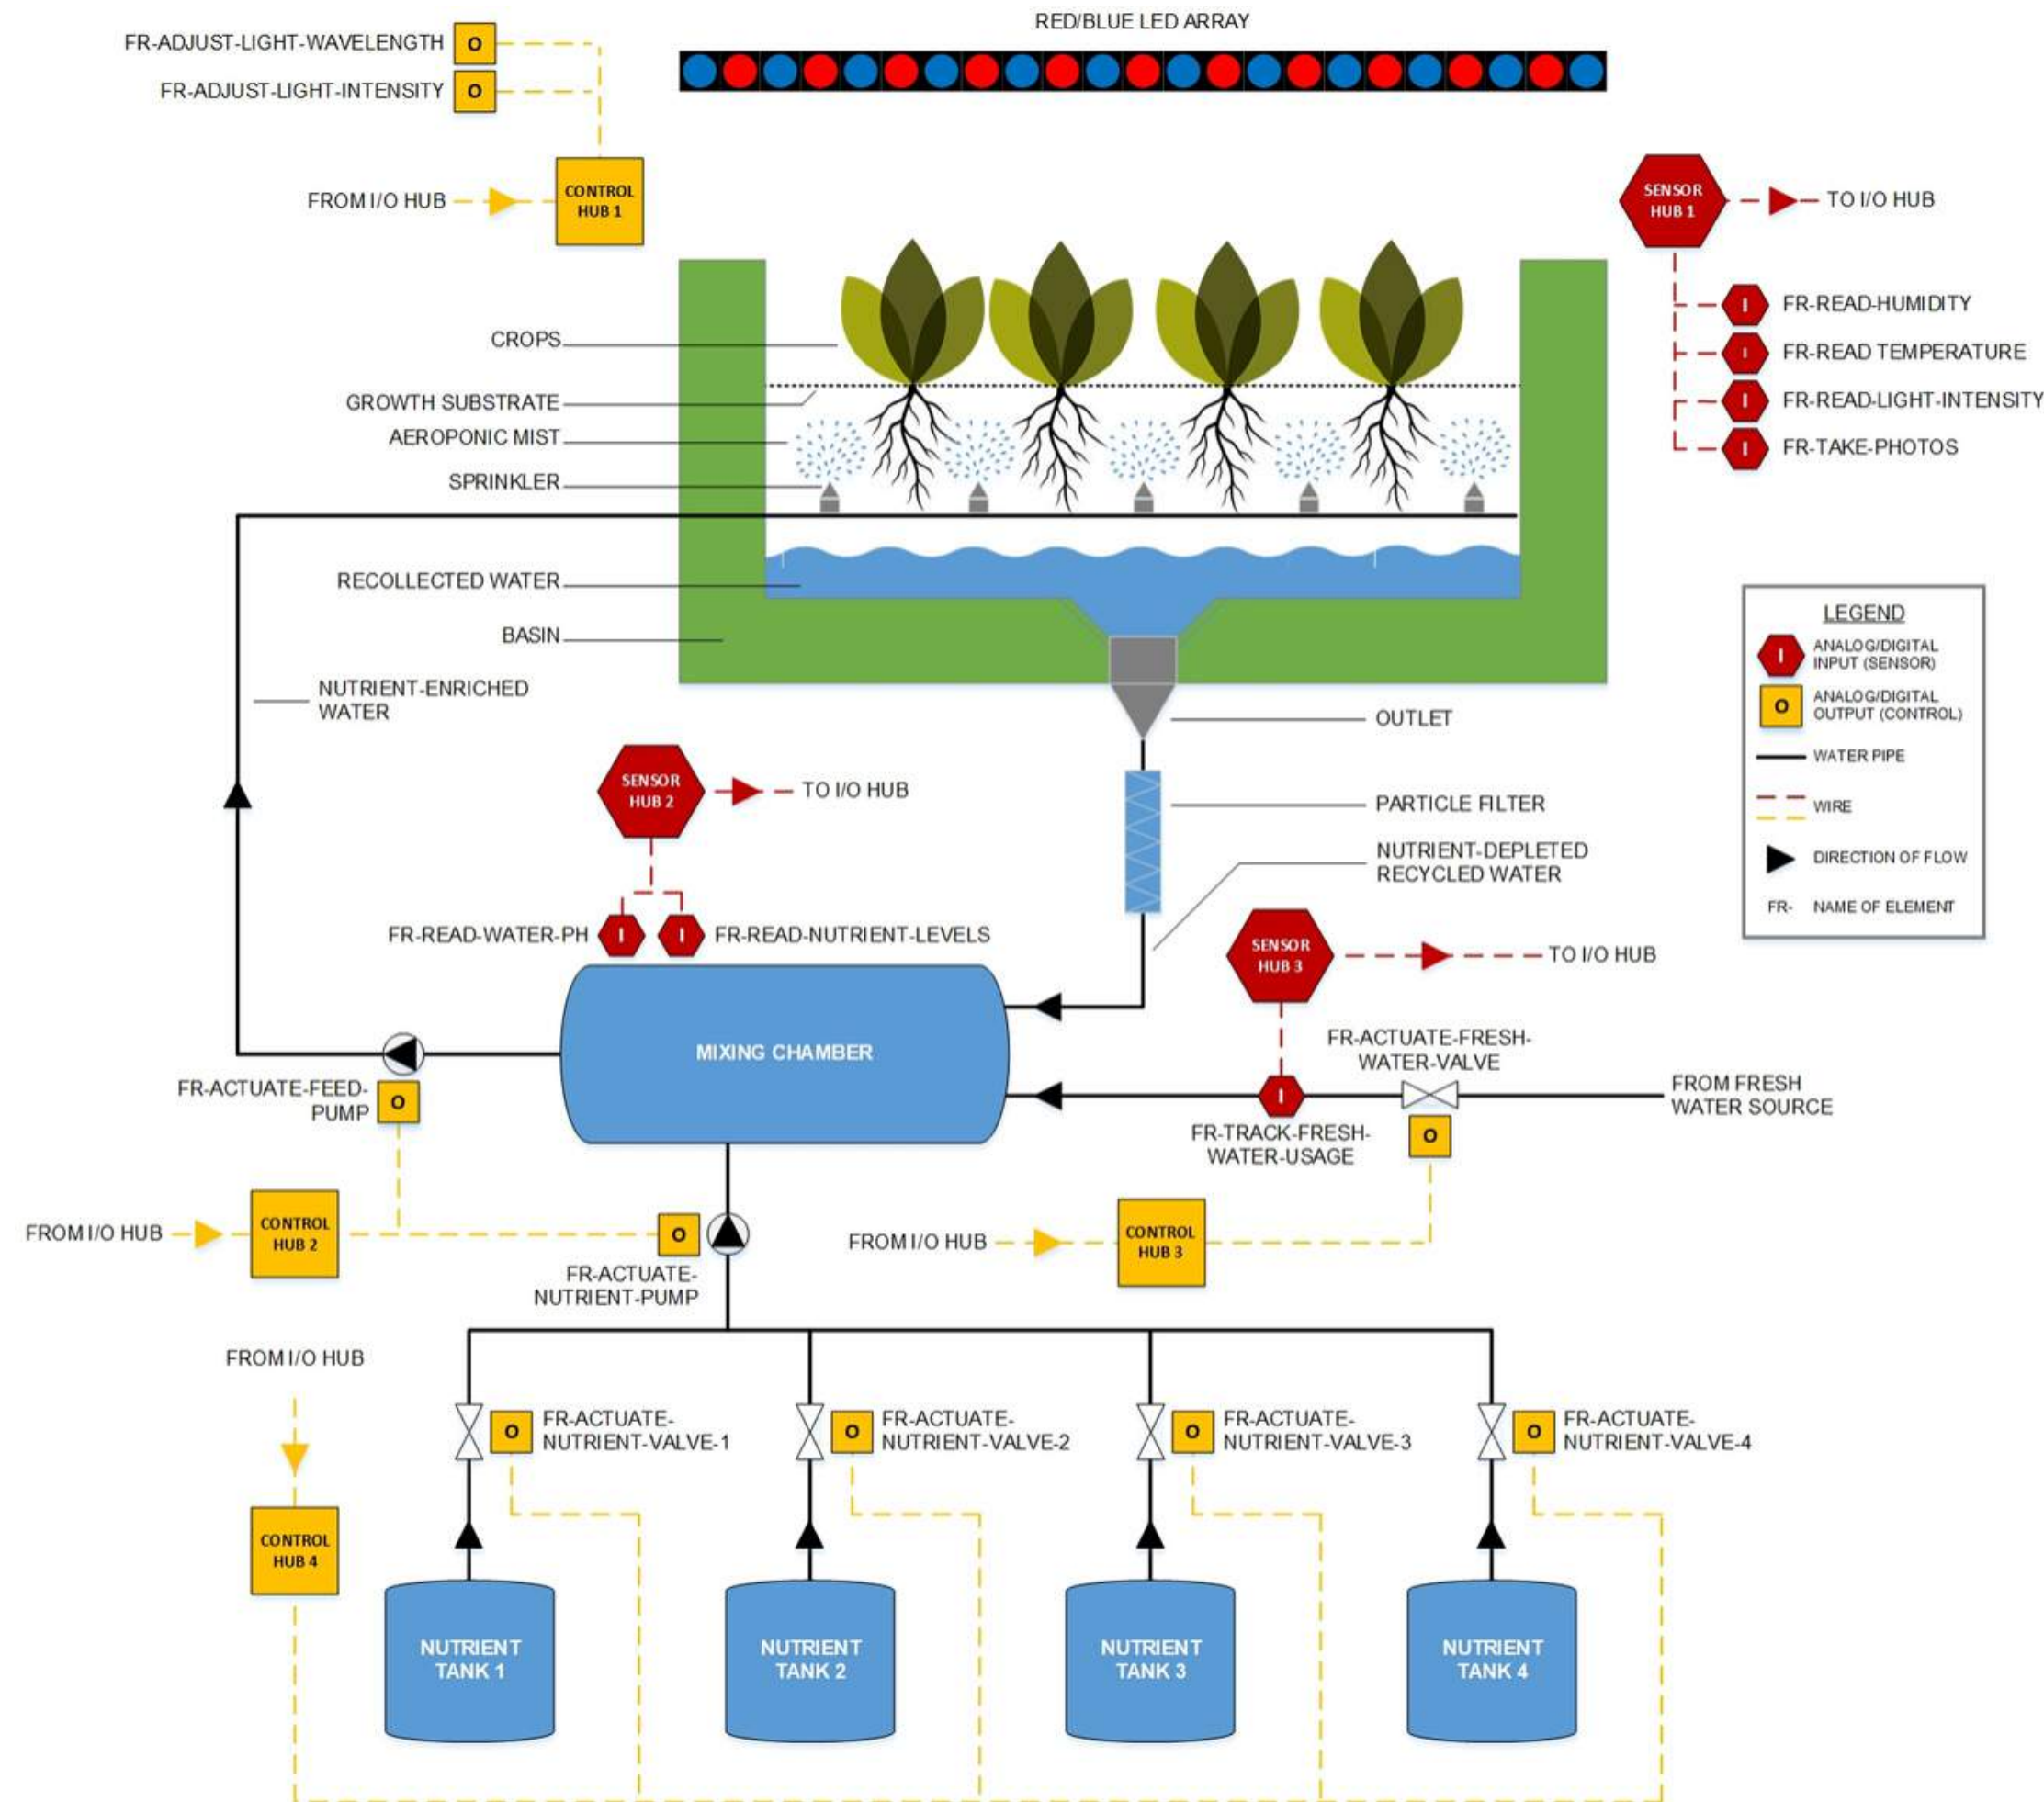 RED/BLUE LED ARRAY
FR-ADJUST-LIGHT-WAVELENGTH
O
FR-ADJUST-LIGHT-INTENSITY
O
FROM I/O HUB
CONTROL
HUB 1
SENSOR
HUB 1
TO I/O HUB
I
FR-READ-HUMIDITY
I
FR-READ TEMPERATURE
I
FR-READ-LIGHT-INTENSITY
I
FR-TAKE-PHOTOS
CROPS
GROWTH SUBSTRATE
AEROPONIC MIST
SPRINKLER
RECOLLECTED WATER
BASIN
NUTRIENT-ENRICHED
WATER
OUTLET
PARTICLE FILTER
NUTRIENT-DEPLETED
RECYCLED WATER
LEGEND
I
ANALOG/DIGITAL
INPUT (SENSOR)
O
ANALOG/DIGITAL
OUTPUT (CONTROL)
WATER PIPE
WIRE
DIRECTION OF FLOW
FR- NAME OF ELEMENT
SENSOR
HUB 2
TO I/O HUB
FR-READ-WATER-PH
I
I
FR-READ-NUTRIENT-LEVELS
SENSOR
HUB 3
TO I/O HUB
MIXING CHAMBER
FR-ACTUATE-FRESH-
WATER-VALVE
I
FR-TRACK-FRESH-
WATER-USAGE
O
FROM FRESH
WATER SOURCE
FR-ACTUATE-FEED-
PUMP
O
FROM I/O HUB
CONTROL
HUB 2
O
FR-ACTUATE-
NUTRIENT-PUMP
FROM I/O HUB
CONTROL
HUB 3
FROM I/O HUB
CONTROL
HUB 4
O
FR-ACTUATE-
NUTRIENT-VALVE-1
O
FR-ACTUATE-
NUTRIENT-VALVE-2
O
FR-ACTUATE-
NUTRIENT-VALVE-3
O
FR-ACTUATE-
NUTRIENT-VALVE-4
NUTRIENT
TANK 1
NUTRIENT
TANK 2
NUTRIENT
TANK 3
NUTRIENT
TANK 4